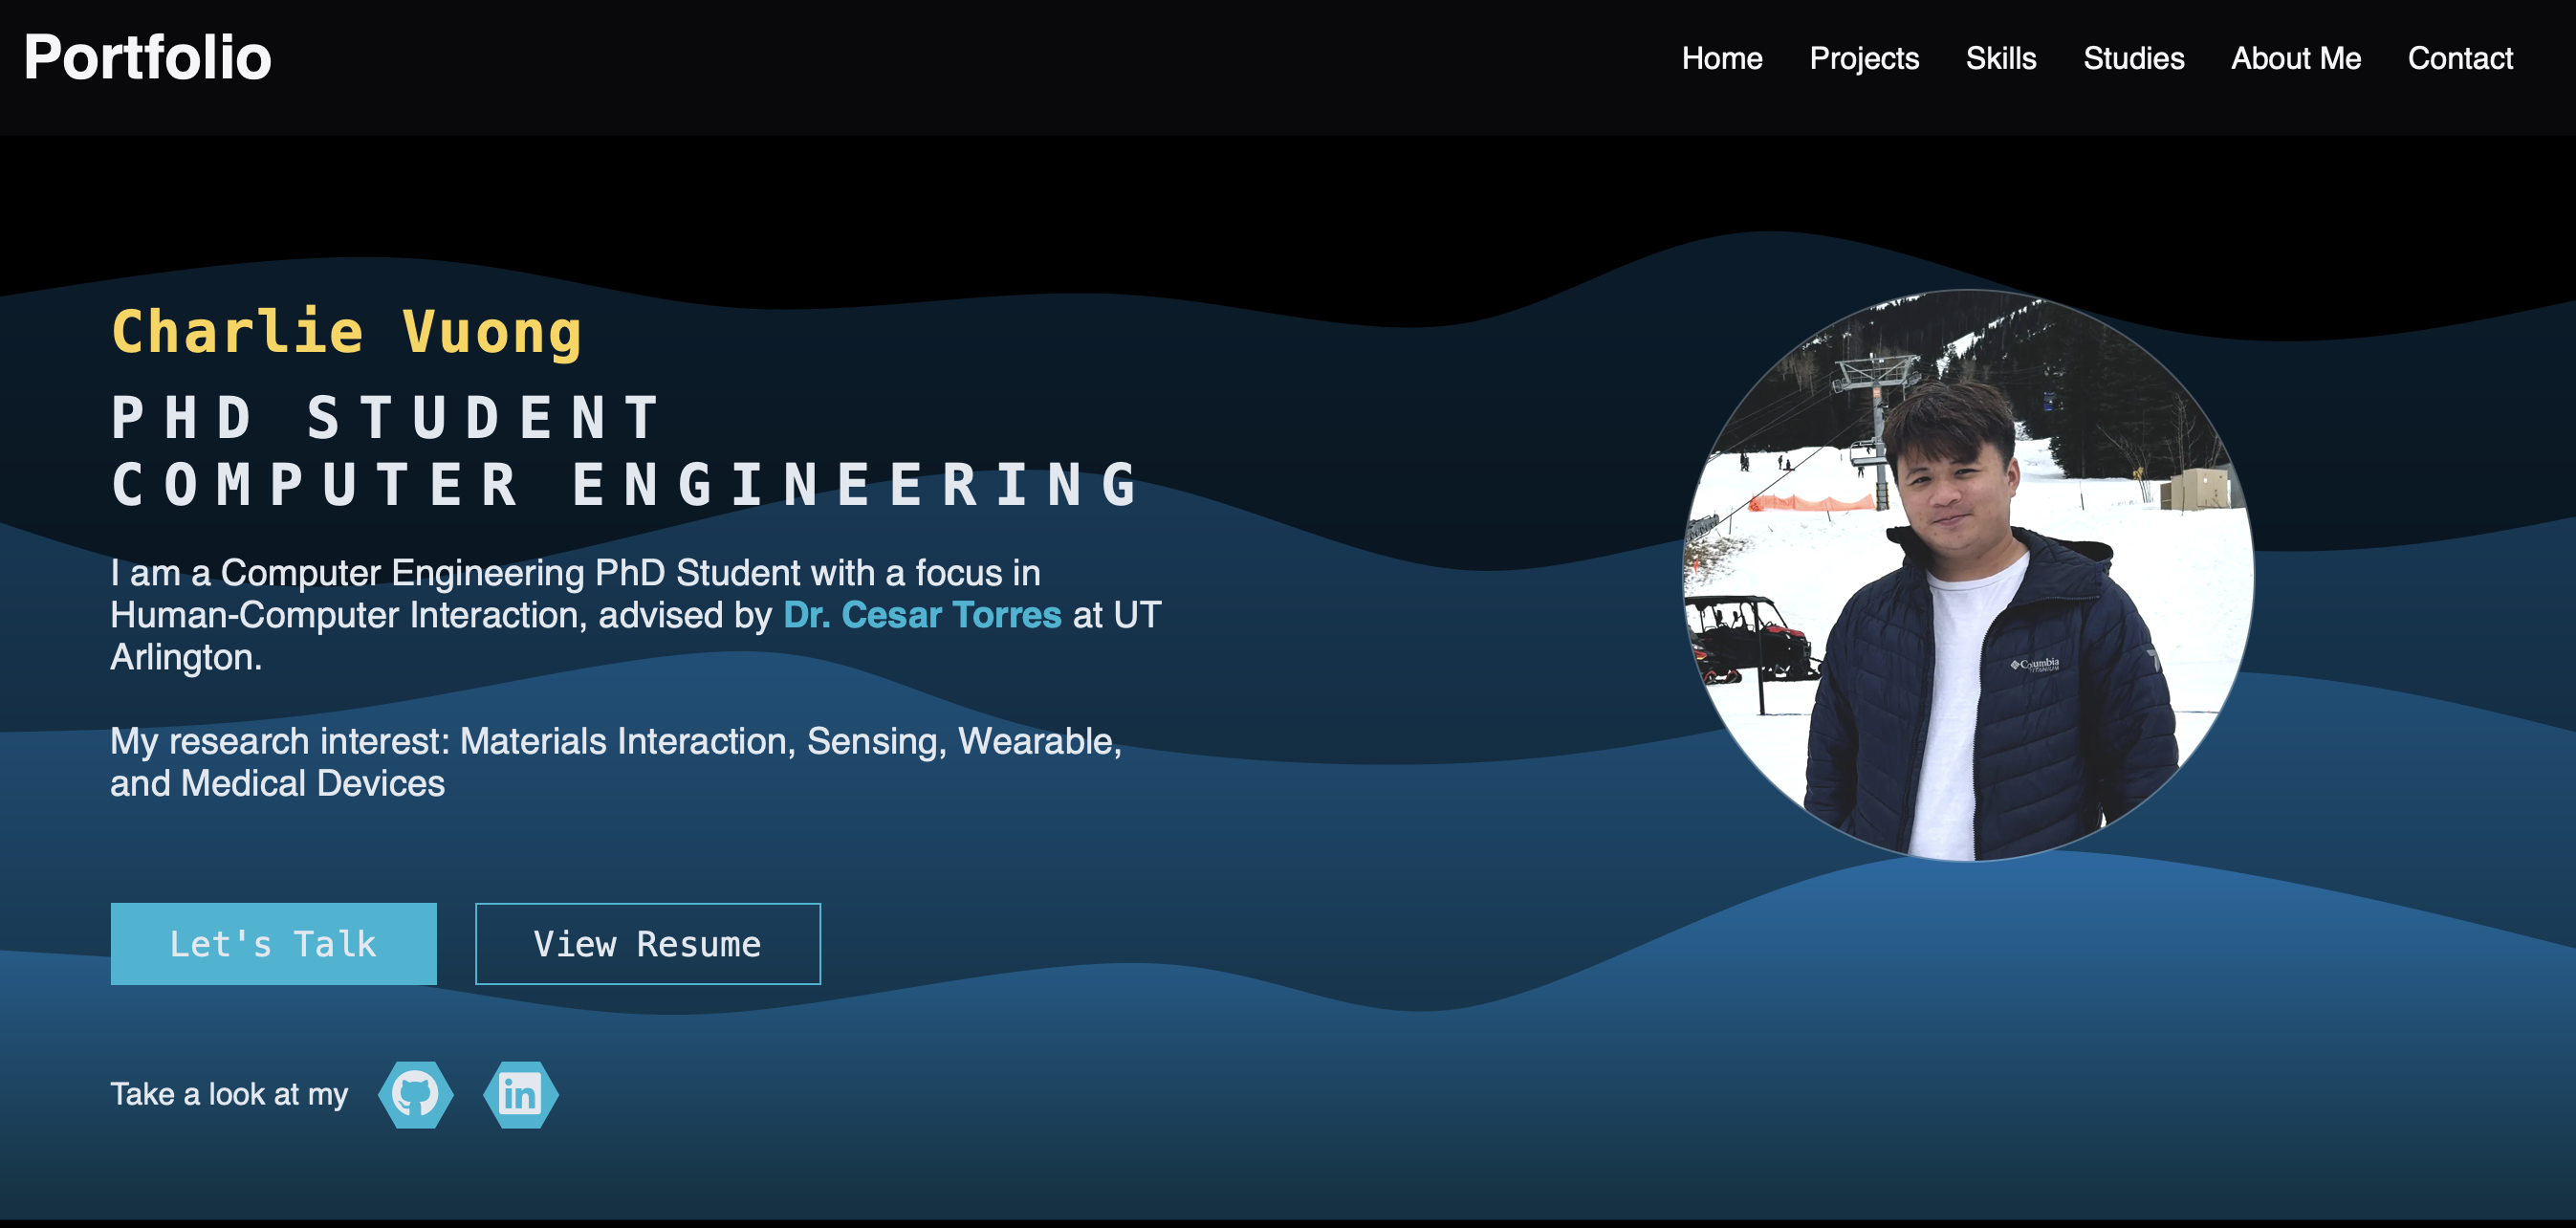 Portfolio
Home Projects Skills Studies About Me Contact
Charlie Vuong
PHD STUDENT
COMPUTER ENGINEERING
I am a Computer Engineering PhD Student with a focus in
Human-Computer Interaction, advised by Dr. Cesar Torres at UT
Arlington.
My research interest: Materials Interaction, Sensing, Wearable,
and Medical Devices
Let's Talk
View Resume
Take a look at my
in
Columbia
TITANIUM